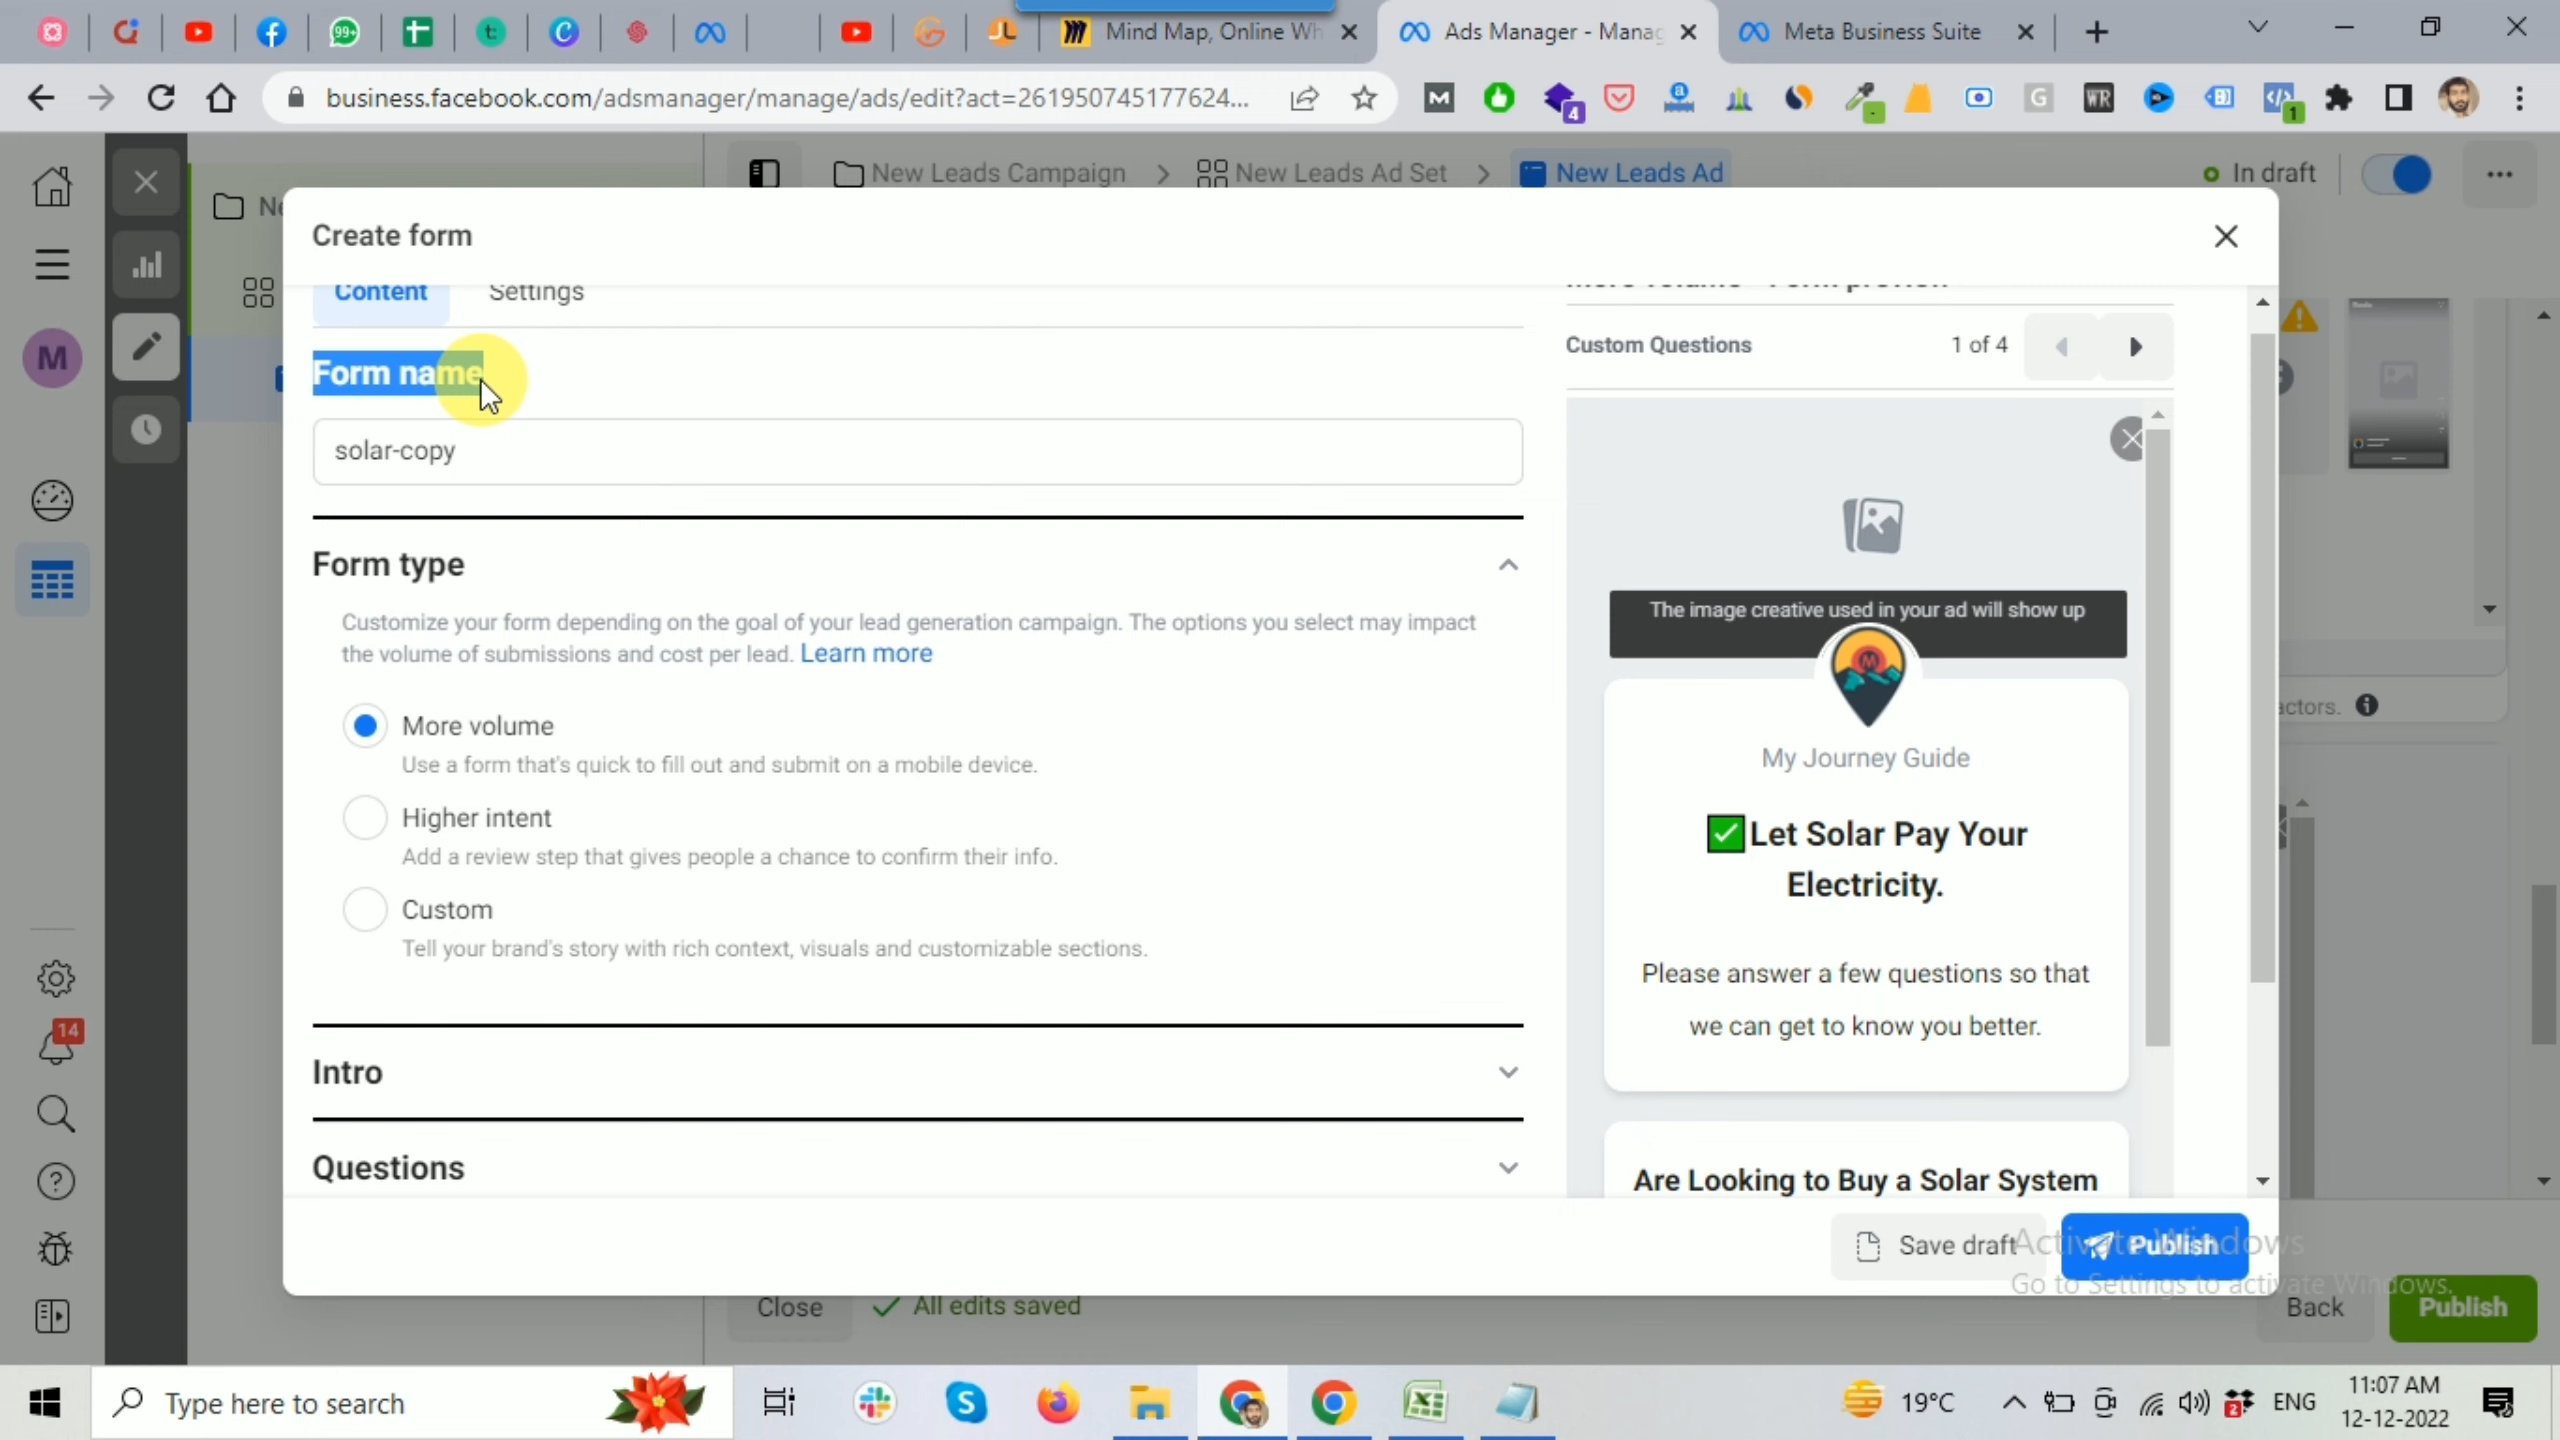 99+
Mind Map, Online Wh
Ads Manager - Manag
Meta Business Suite
business.facebook.com/adsmanager/manage/ads/edit?act=261950745177624...
4
1
New Leads Campaign
New Leads Ad Set
New Leads Ad
In draft
Ne
M
Create form
Content
Settings
Custom Questions
1 of 4
Form name
solar-copy
The image creative used in your ad will show up
Form type
Customize your form depending on the goal of your lead generation campaign. The options you select may impact
the volume of submissions and cost per lead. Learn more
actors.
More volume
Use a form that's quick to fill out and submit on a mobile device.
My Journey Guide
Higher intent
Add a review step that gives people a chance to confirm their info.
✅Let Solar Pay Your
Electricity.
Custom
Tell your brand's story with rich context, visuals and customizable sections.
Please answer a few questions so that
we can get to know you better.
14
Intro
Questions
Are Looking to Buy a Solar System
Save draft
Publish
Activate Windows
Go to Settings to activate Windows.
Close
All edits saved
Back
Publish
Type here to search
19°C
2
ENG
11:07 AM
12-12-2022